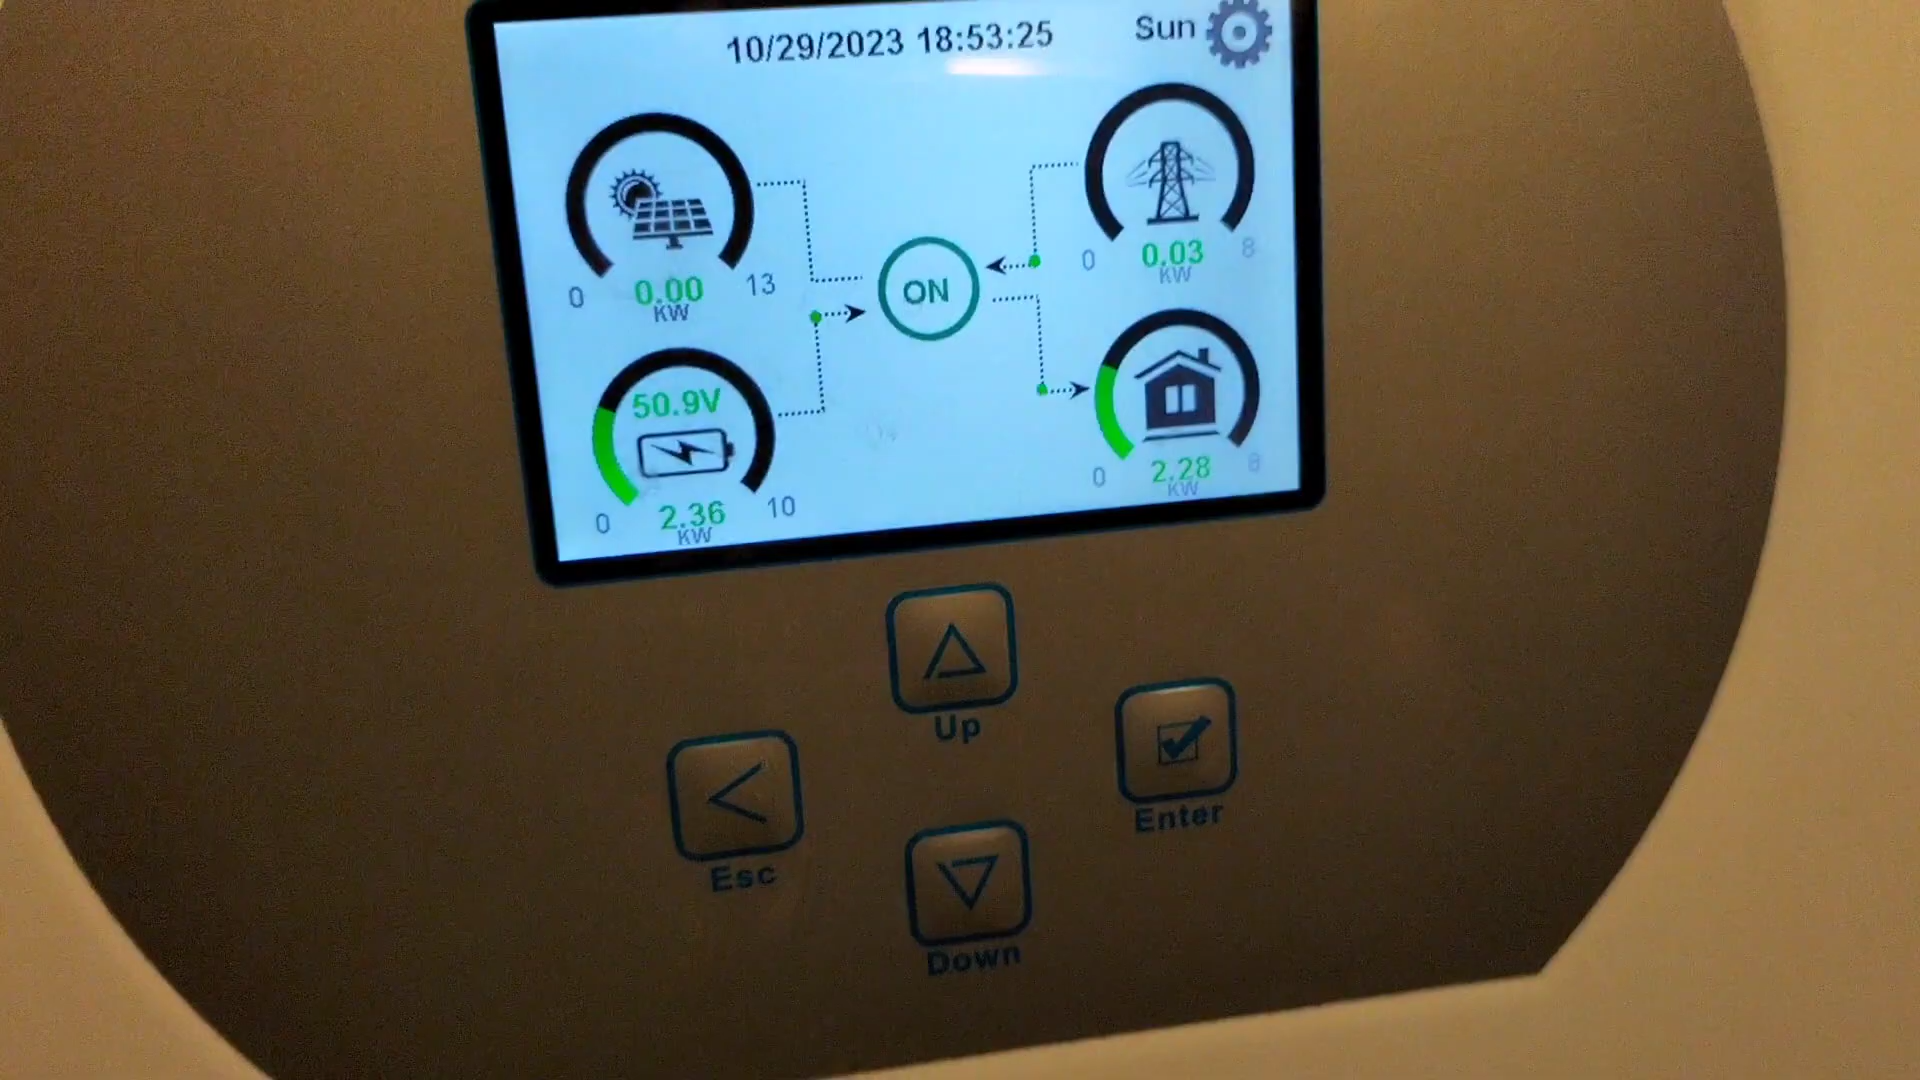 10/29/2023 18:53:25 Sun
0 0.00 13
KW
0 0.03 8
KW
ON
50.9V
0 2.36 10
KW
0 2.28 8
KW
Up
Esc
Enter
Down